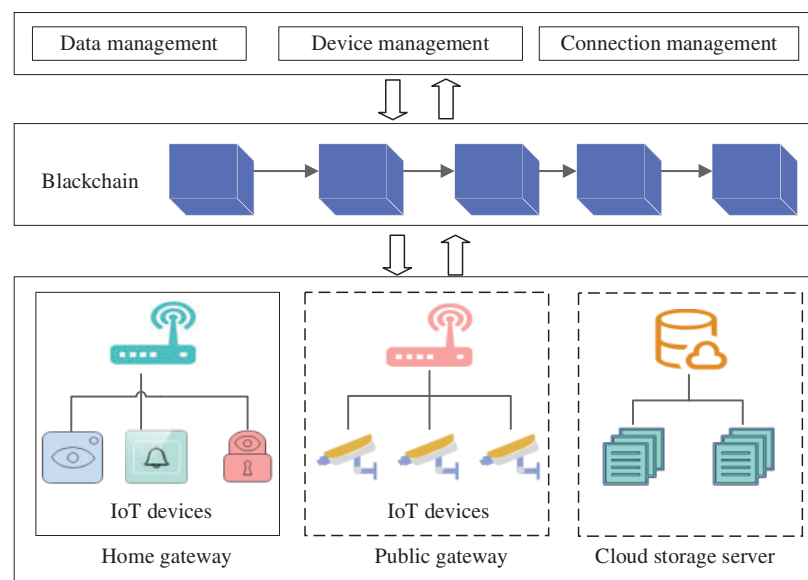 Data management
Device management
Connection management
Blackchain
IoT devices
IoT devices
Home gateway
Public gateway
Cloud storage server